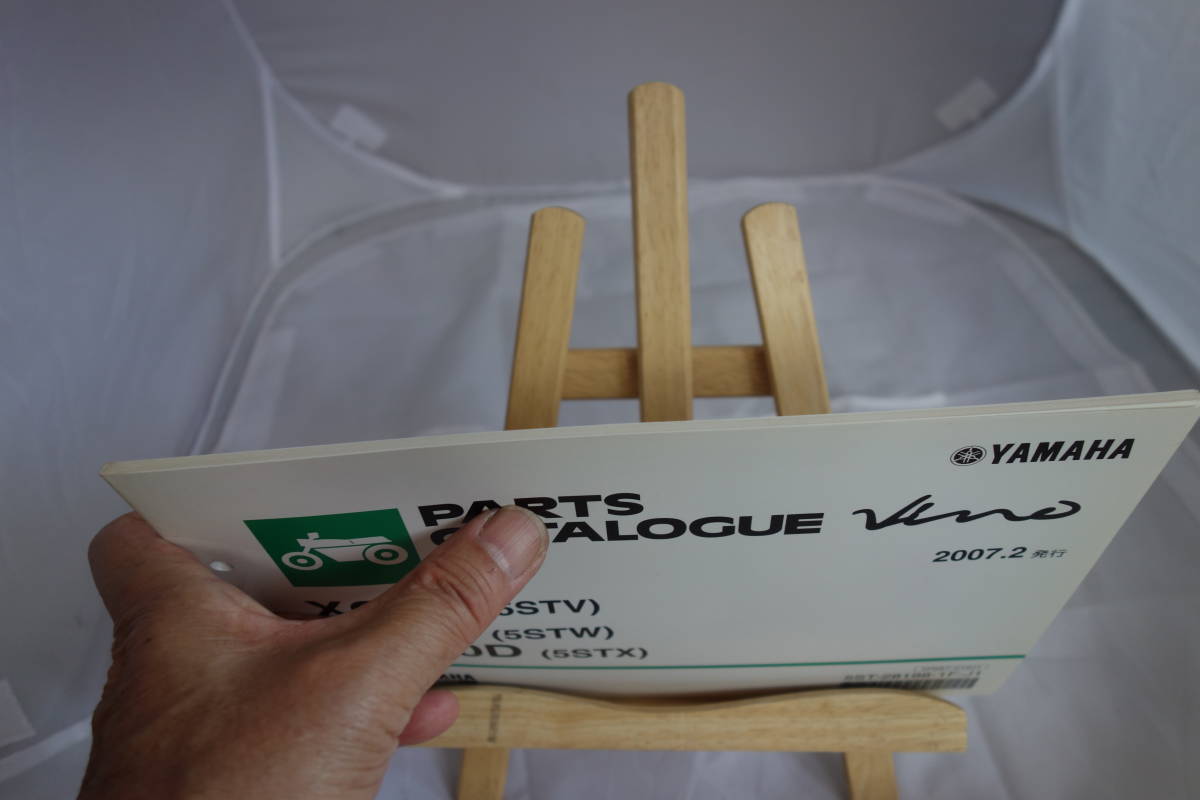 YAMAHA
PARTS
CATALOGUE Vino
2007.2 発行
(5STV)
(5STW)
(5STX)